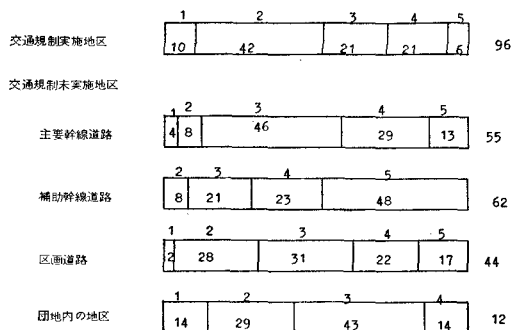 1 2 3 4 5
交通規制実施地区 10 42 21 21 6 96
交通規制未実施地区
1 2 3 4 5
主要幹線道路 4 8 46 29 13 55
2 3 4 5
補助幹線道路 8 21 23 48 62
1 2 3 4 5
区画道路 2 28 31 22 17 44
1 2 3 4
団地内の地区 14 29 43 14 12